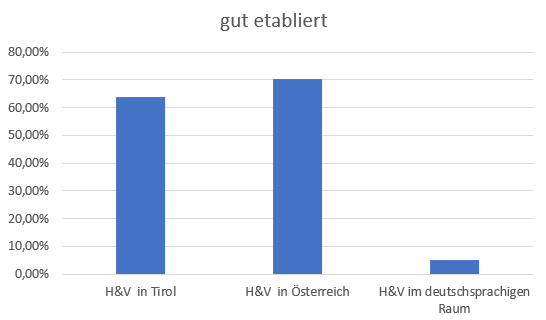 gut etabliert
80,00%
70,00%
60,00%
50,00%
40,00%
30,00%
20,00%
10,00%
0,00%
H&V in Tirol
H&V in Österreich
H&V im deutschsprachigen
Raum